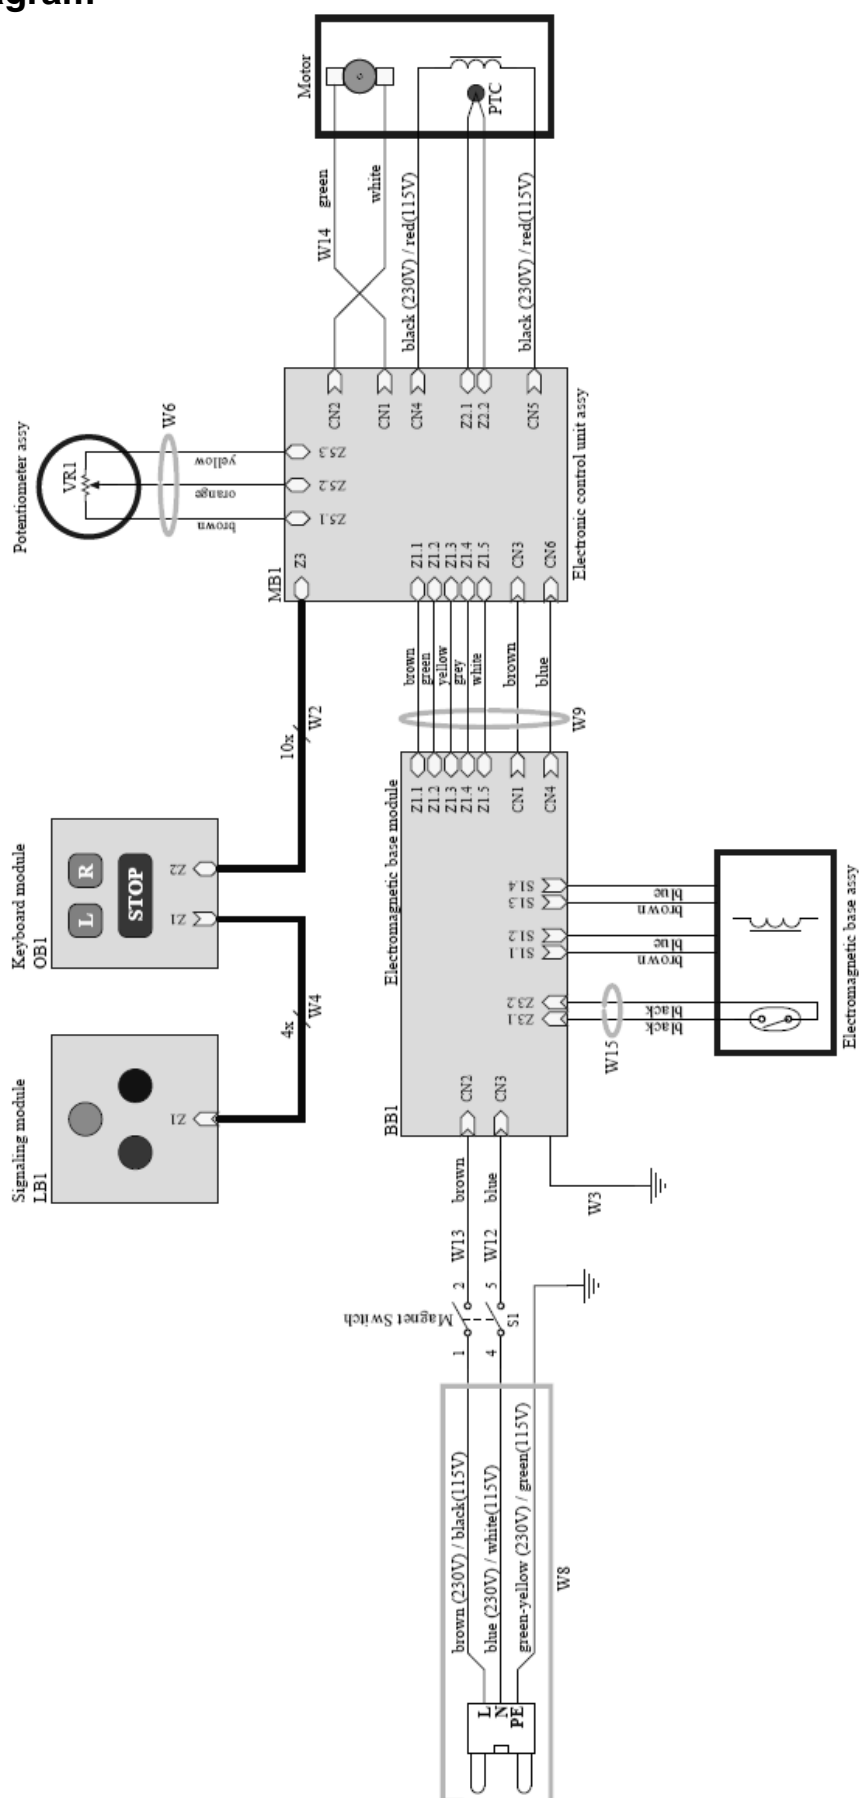 Motor
PTC
green
white
W14
black (230V) / red(115V)
black (230V) / red(115V)
CN2
CN1
CN4
Z2.1
Z2.2
CN5
Potentiometer assy
VR1
W6
yellow
orange
brown
Z5.3
Z5.2
Z5.1
Z3
MB1
Electronic control unit assy
Z1.1
Z1.2
Z1.3
Z1.4
Z1.5
CN3
CN6
brown
green
yellow
grey
white
brown
blue
W9
10x
W2
Keyboard module
OB1
L
R
STOP
Z2
Z1
4x
W4
Signaling module
LB1
Z1
Electromagnetic base module
BB1
Z1.1
Z1.2
Z1.3
Z1.4
Z1.5
CN1
CN4
S1.4
S1.3
S1.2
S1.1
Z3.2
Z3.1
blue
brown
blue
brown
black
black
W15
Electromagnetic base assy
CN2
CN3
brown
blue
W3
W13
W12
2
5
Magnet Switch
S1
1
4
brown (230V) / black(115V)
blue (230V) / white(115V)
green-yellow (230V) / green(115V)
W8
L
N
PE